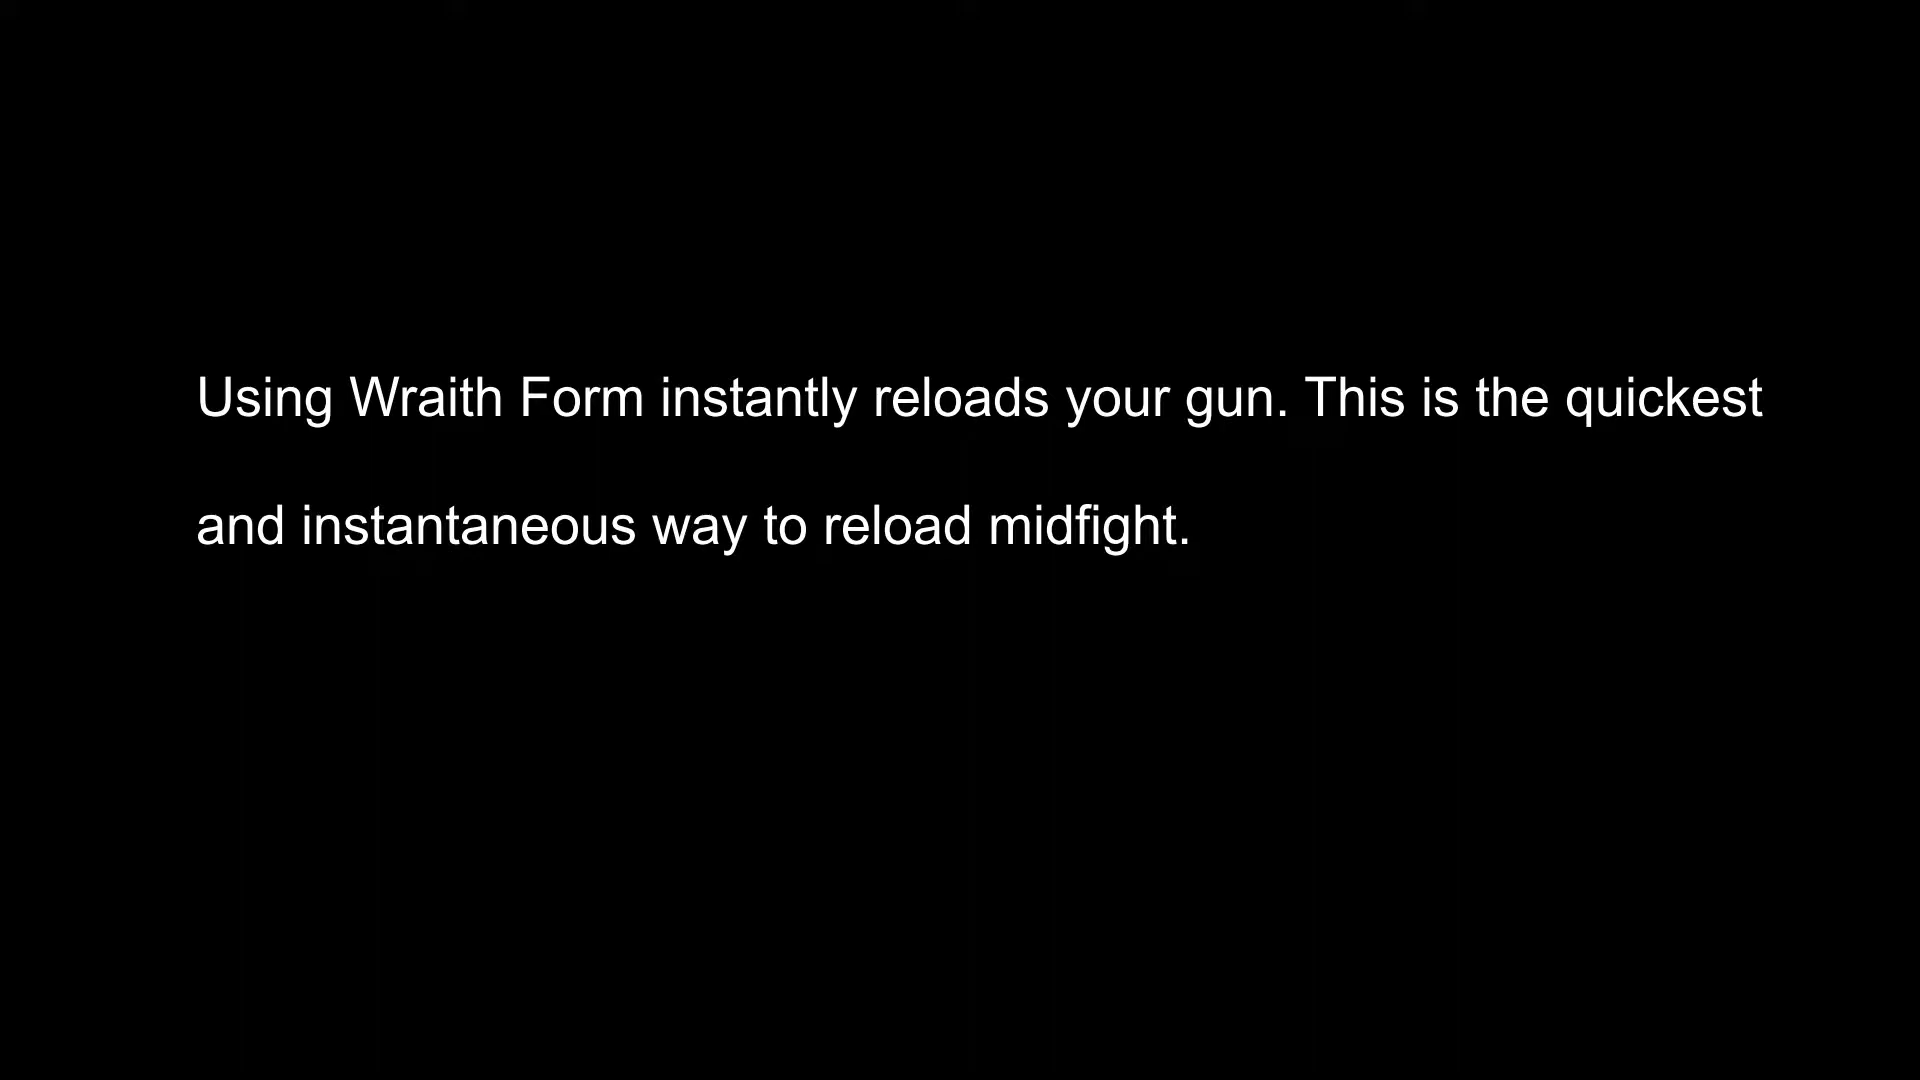 Using Wraith Form instantly reloads your gun. This is the quickest
and instantaneous way to reload midfight.